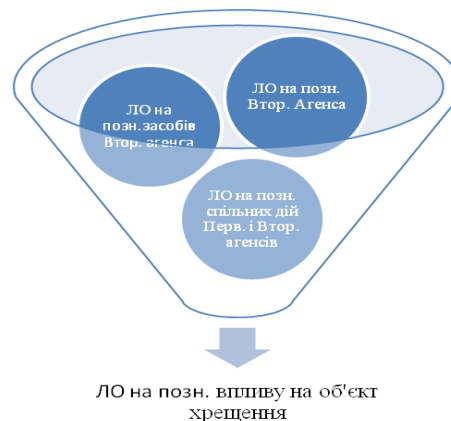 ЛО на позн.
позн.засобів
Втор. агенса
ЛО на позн.
Втор. Агенса
ЛО на позн.
спільних дій
Перв. і Втор.
агенсів
ЛО на позн. впливу на об'єкт
хрещення